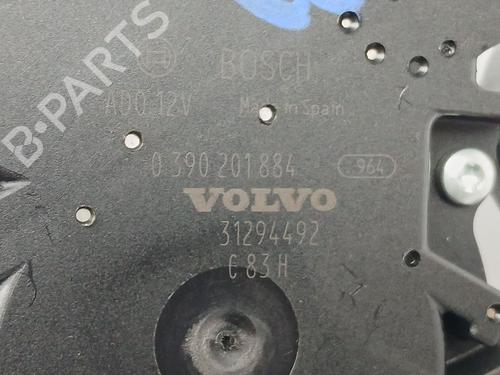 B-PARTS
BOSCH
ADO 12V Made in Spain
0 390 201 884 964
VOLVO
31294492
C 83 H